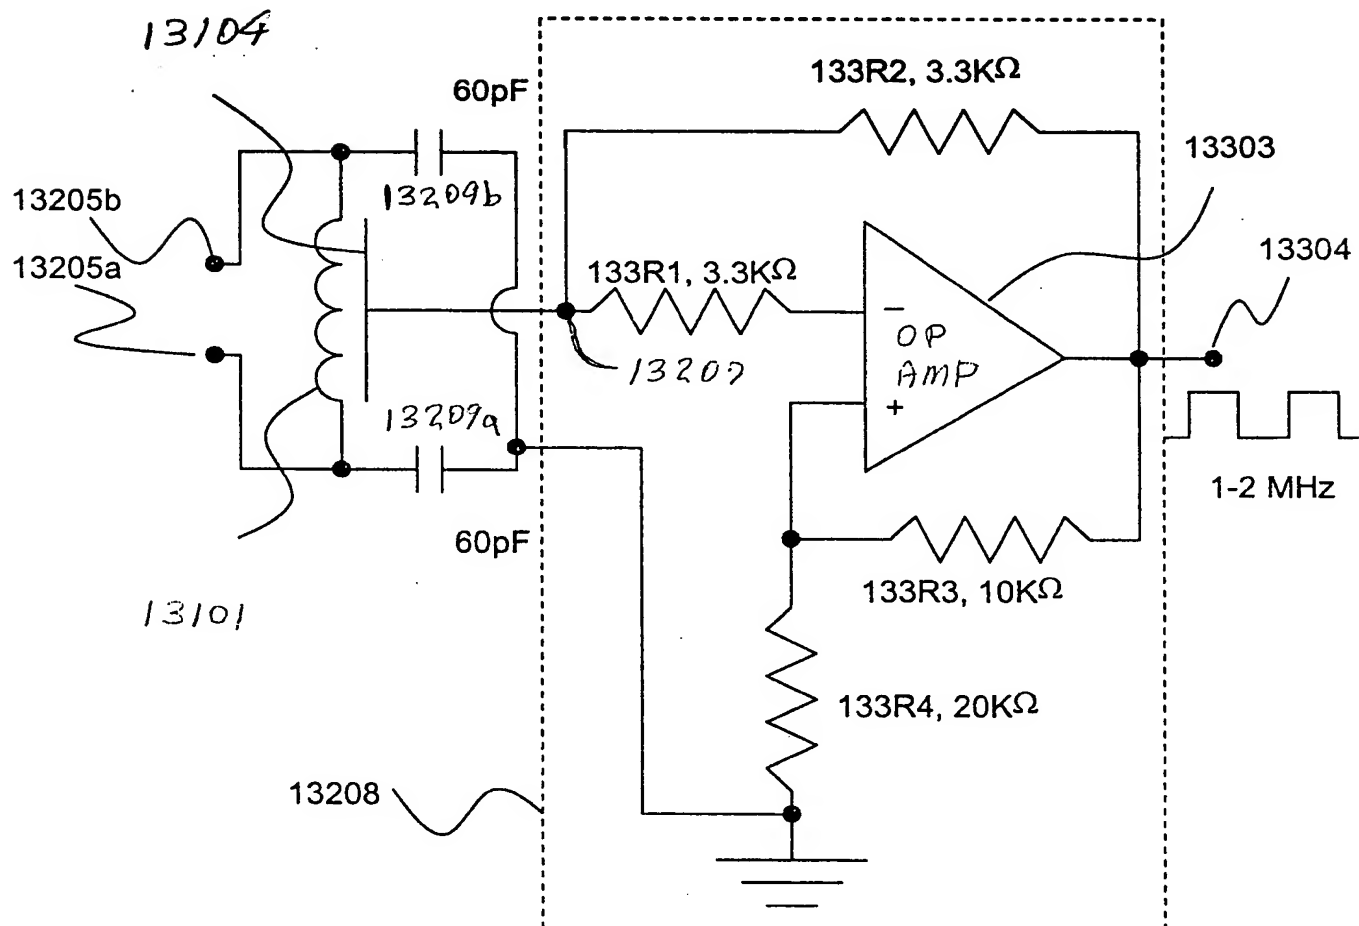 13104
60pF
133R2, 3.3KΩ
13303
13205b
13209b
13205a
133R1, 3.3KΩ
13304
−
OP
AMP
+
13207
13209a
1-2 MHz
60pF
133R3, 10KΩ
13101
133R4, 20KΩ
13208